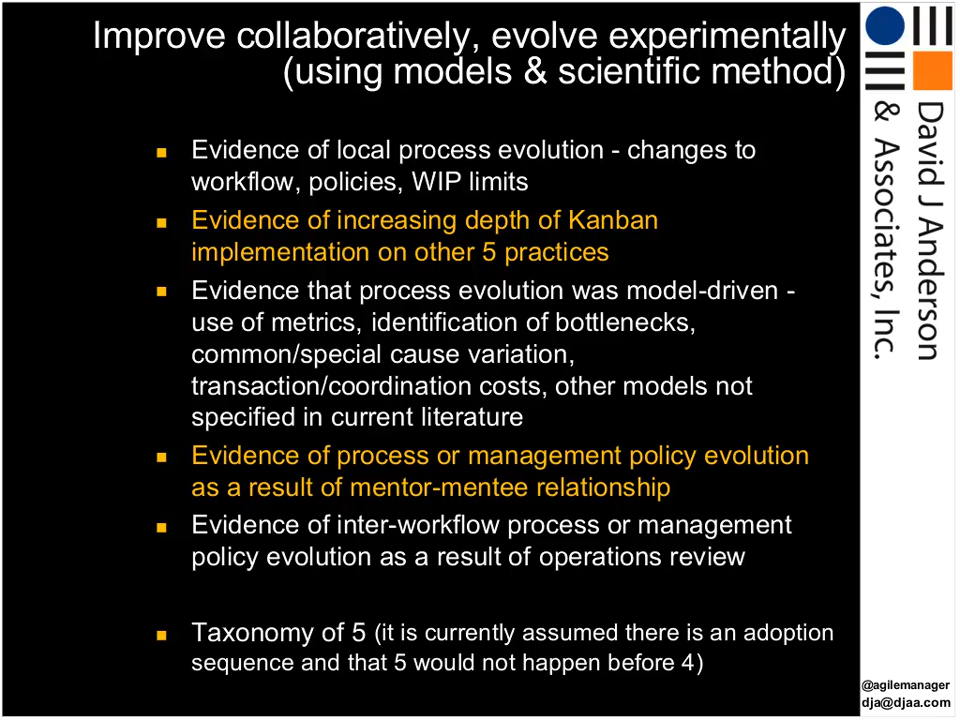 Improve collaboratively, evolve experimentally
(using models & scientific method)
Evidence of local process evolution - changes to
workflow, policies, WIP limits
Evidence of increasing depth of Kanban
implementation on other 5 practices
Evidence that process evolution was model-driven -
use of metrics, identification of bottlenecks,
common/special cause variation,
transaction/coordination costs, other models not
specified in current literature
Evidence of process or management policy evolution
as a result of mentor-mentee relationship
Evidence of inter-workflow process or management
policy evolution as a result of operations review
Taxonomy of 5 (it is currently assumed there is an adoption
sequence and that 5 would not happen before 4)
David J Anderson
& Associates, Inc.
@agilemanager
dja@djaa.com